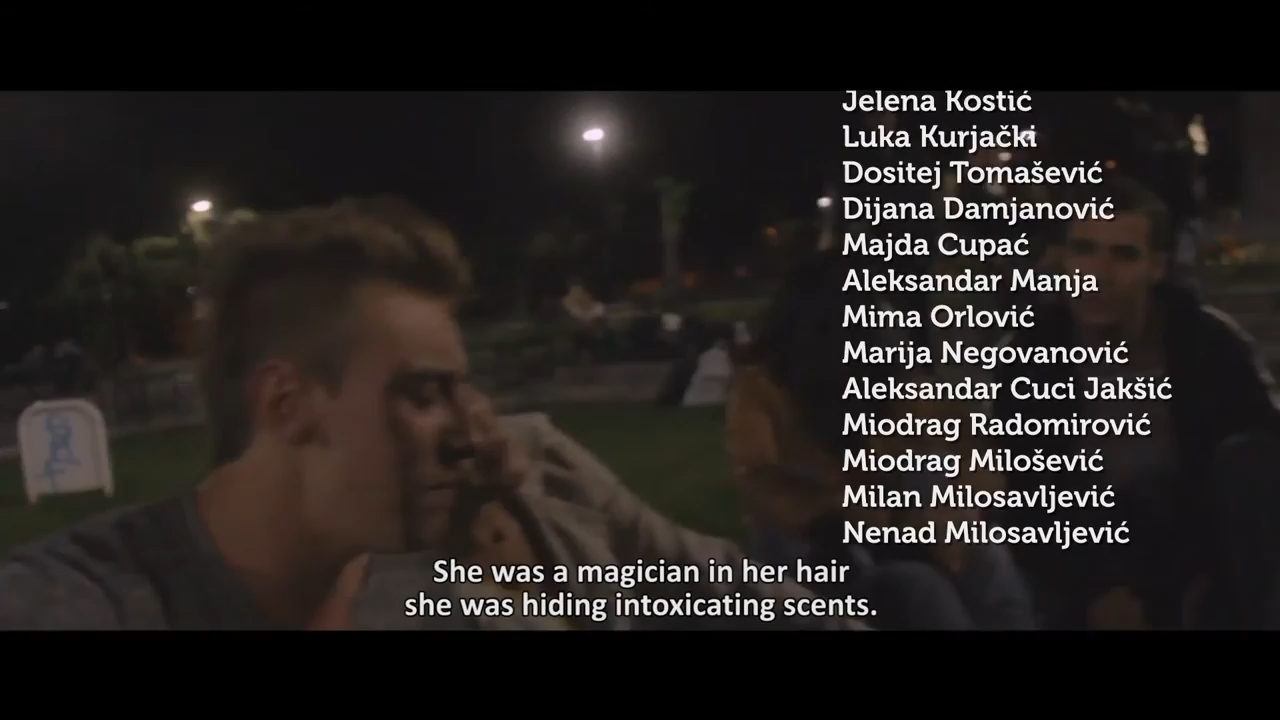 Jelena Kostić
Luka Kurjački
Dositej Tomašević
Dijana Damjanović
Majda Cupać
Aleksandar Manja
Mima Orlović
Marija Negovanović
Aleksandar Cuci Jakšić
Miodrag Radomirović
Miodrag Milošević
Milan Milosavljević
Nenad Milosavljević
She was a magician in her hair
she was hiding intoxicating scents.